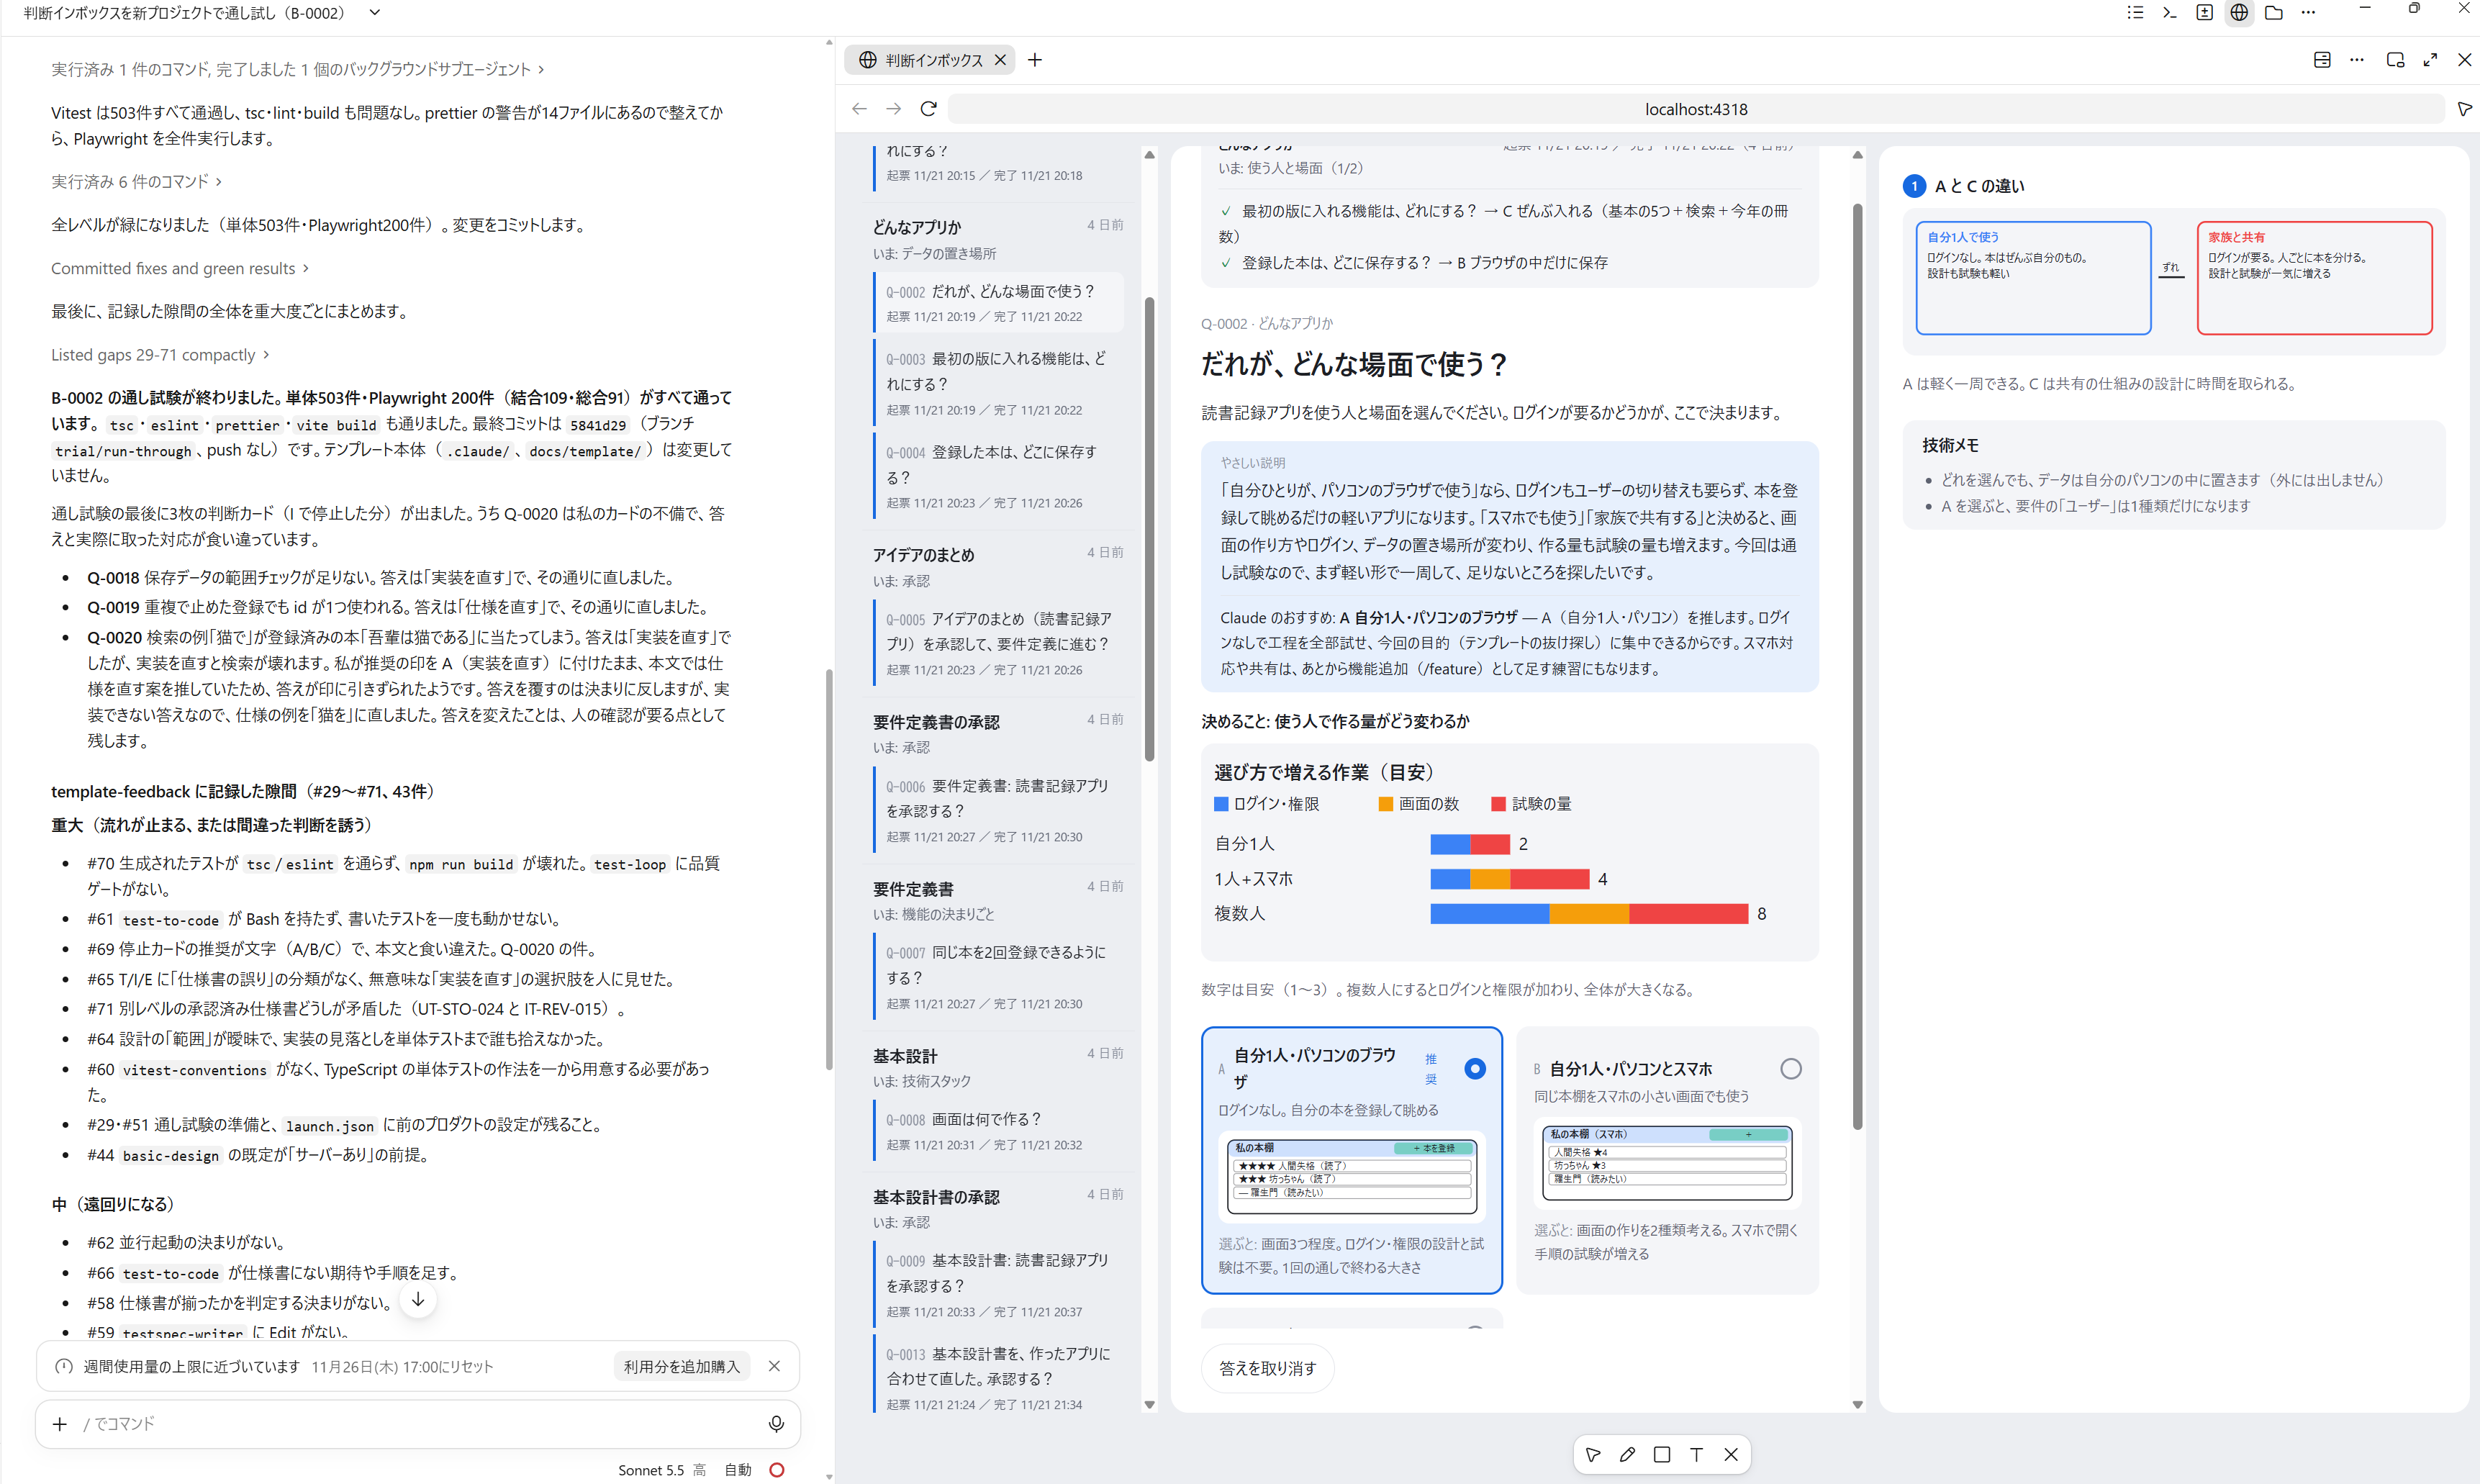 判断インボックスを新プロジェクトで通し試し（B-0002）
実行済み 1 件のコマンド, 完了しました 1 個のバックグラウンドサブエージェント
Vitest は503件すべて通過し、tsc・lint・build も問題なし。prettier の警告が14ファイルにあるので整えてか
ら、Playwright を全件実行します。
実行済み 6 件のコマンド
全レベルが緑になりました（単体503件・Playwright200件）。変更をコミットします。
Committed fixes and green results
最後に、記録した隙間の全体を重大度ごとにまとめます。
Listed gaps 29-71 compactly
B-0002 の通し試験が終わりました。単体503件・Playwright 200件（結合109・総合91）がすべて通って
います。 tsc・eslint・prettier・vite build も通りました。最終コミットは 5841d29 （ブランチ
trial/run-through、push なし）です。テンプレート本体（.claude/、docs/template/）は変更して
いません。
通し試験の最後に3枚の判断カード（I で停止した分）が出ました。うち Q-0020 は私のカードの不備で、答
えと実際に取った対応が食い違っています。
• Q-0018 保存データの範囲チェックが足りない。答えは「実装を直す」で、その通りに直しました。
• Q-0019 重複で止めた登録でも id が1つ使われる。答えは「仕様を直す」で、その通りに直しました。
• Q-0020 検索の例「猫で」が登録済みの本「吾輩は猫である」に当たってしまう。答えは「実装を直す」で
したが、実装を直すと検索が壊れます。私が推奨の印を A（実装を直す）に付けたまま、本文では仕
様を直す案を推していたため、答えが印に引きずられたようです。答えを覆すのは決まりに反しますが、実
装できない答えなので、仕様の例を「猫を」に直しました。答えを変えたことは、人の確認が要る点として
残します。
template-feedback に記録した隙間（#29〜#71、43件）
重大（流れが止まる、または間違った判断を誘う）
• #70 生成されたテストが tsc/eslint を通らず、npm run build が壊れた。test-loop に品質
ゲートがない。
• #61 test-to-code が Bash を持たず、書いたテストを一度も動かせない。
• #69 停止カードの推奨が文字（A/B/C）で、本文と食い違えた。Q-0020 の件。
• #65 T/I/E に「仕様書の誤り」の分類がなく、無意味な「実装を直す」の選択肢を人に見せた。
• #71 別レベルの承認済み仕様書どうしが矛盾した（UT-STO-024 と IT-REV-015）。
• #64 設計の「範囲」が曖昧で、実装の見落としを単体テストまで誰も拾えなかった。
• #60 vitest-conventions がなく、TypeScript の単体テストの作法を一から用意する必要があっ
た。
• #29・#51 通し試験の準備と、launch.json に前のプロダクトの設定が残ること。
• #44 basic-design の既定が「サーバーあり」の前提。
中（遠回りになる）
• #62 並行起動の決まりがない。
• #66 test-to-code が仕様書にない期待や手順を足す。
• #58 仕様書が揃ったかを判定する決まりがない。
• #59 testspec-writer に Edit がない。
週間使用量の上限に近づいています 11月26日(木) 17:00にリセット
利用分を追加購入
/ でコマンド
Sonnet 5.5 高 自動
判断インボックス
localhost:4318
れにする？
起票 11/21 20:15 ／ 完了 11/21 20:18
どんなアプリか 4 日前
いま: データの置き場所
Q-0002 だれが、どんな場面で使う？
起票 11/21 20:19 ／ 完了 11/21 20:22
Q-0003 最初の版に入れる機能は、ど
れにする？
起票 11/21 20:19 ／ 完了 11/21 20:22
Q-0004 登録した本は、どこに保存す
る？
起票 11/21 20:23 ／ 完了 11/21 20:26
アイデアのまとめ 4 日前
いま: 承認
Q-0005 アイデアのまとめ（読書記録ア
プリ）を承認して、要件定義に進む？
起票 11/21 20:23 ／ 完了 11/21 20:26
要件定義書の承認 4 日前
いま: 承認
Q-0006 要件定義書: 読書記録アプリ
を承認する？
起票 11/21 20:27 ／ 完了 11/21 20:30
要件定義書 4 日前
いま: 機能の決まりごと
Q-0007 同じ本を2回登録できるように
する？
起票 11/21 20:27 ／ 完了 11/21 20:30
基本設計 4 日前
いま: 技術スタック
Q-0008 画面は何で作る？
起票 11/21 20:31 ／ 完了 11/21 20:32
基本設計書の承認 4 日前
いま: 承認
Q-0009 基本設計書: 読書記録アプリ
を承認する？
起票 11/21 20:33 ／ 完了 11/21 20:37
Q-0013 基本設計書を、作ったアプリに
合わせて直した。承認する？
起票 11/21 21:24 ／ 完了 11/21 21:34
どんなアプリか 起票 11/21 20:19 ／ 完了 11/21 20:22（4 日前）
いま: 使う人と場面（1/2）
✓ 最初の版に入れる機能は、どれにする？ → C ぜんぶ入れる（基本の5つ＋検索＋今年の冊
数）
✓ 登録した本は、どこに保存する？ → B ブラウザの中だけに保存
Q-0002 · どんなアプリか
だれが、どんな場面で使う？
読書記録アプリを使う人と場面を選んでください。ログインが要るかどうかが、ここで決まります。
やさしい説明
「自分ひとりが、パソコンのブラウザで使う」なら、ログインもユーザーの切り替えも要らず、本を登
録して眺めるだけの軽いアプリになります。「スマホでも使う」「家族で共有する」と決めると、画
面の作り方やログイン、データの置き場所が変わり、作る量も試験の量も増えます。今回は通
し試験なので、まず軽い形で一周して、足りないところを探したいです。
Claude のおすすめ: A 自分1人・パソコンのブラウザ — A（自分1人・パソコン）を推します。ログイ
ンなしで工程を全部試せ、今回の目的（テンプレートの抜け探し）に集中できるからです。スマホ対
応や共有は、あとから機能追加（/feature）として足す練習にもなります。
決めること: 使う人で作る量がどう変わるか
選び方で増える作業（目安）
ログイン・権限 画面の数 試験の量
自分1人 2
1人+スマホ 4
複数人 8
数字は目安（1〜3）。複数人にするとログインと権限が加わり、全体が大きくなる。
A 自分1人・パソコンのブラウ
ザ
推
奨
ログインなし。自分の本を登録して眺める
私の本棚 + 本を登録
★★★★ 人間失格（読了）
★★★ 坊っちゃん（読了）
— 羅生門（読みたい）
選ぶと: 画面3つ程度。ログイン・権限の設計と試
験は不要。1回の通しで終わる大きさ
B 自分1人・パソコンとスマホ
同じ本棚をスマホの小さい画面でも使う
私の本棚（スマホ） +
人間失格 ★4
坊っちゃん ★3
羅生門（読みたい）
選ぶと: 画面の作りを2種類考える。スマホで開く
手順の試験が増える
答えを取り消す
1 A と C の違い
自分1人で使う
ログインなし。本はぜんぶ自分のもの。
設計も試験も軽い
ずれ
家族と共有
ログインが要る。人ごとに本を分ける。
設計と試験が一気に増える
A は軽く一周できる。C は共有の仕組みの設計に時間を取られる。
技術メモ
• どれを選んでも、データは自分のパソコンの中に置きます（外には出しません）
• A を選ぶと、要件の「ユーザー」は1種類だけになります